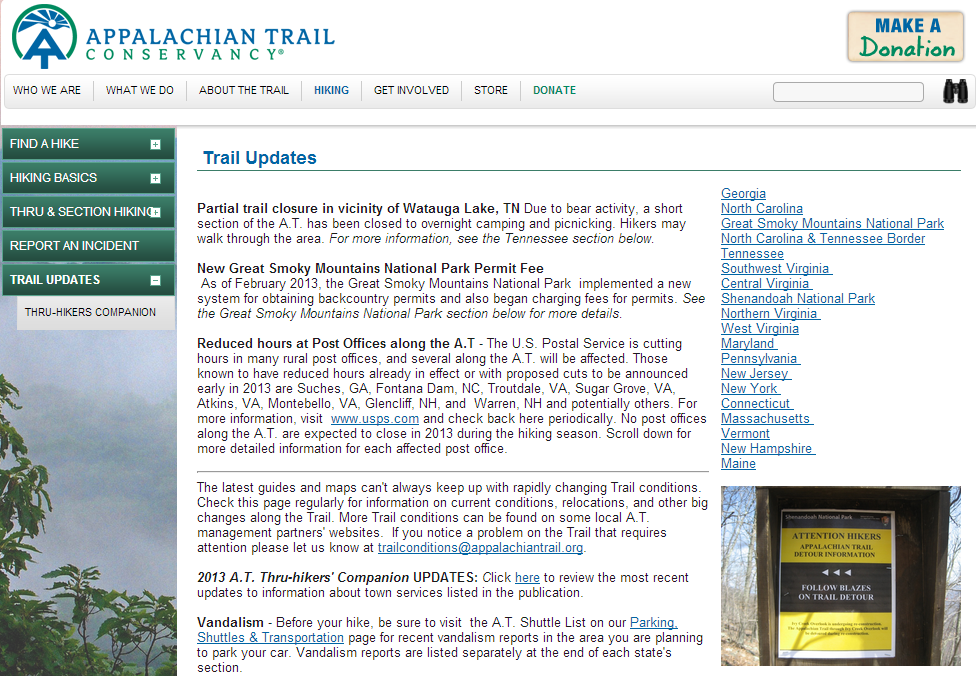 APPALACHIAN TRAIL
CONSERVANCY®
MAKE A
Donation
WHO WE ARE
WHAT WE DO
ABOUT THE TRAIL
HIKING
GET INVOLVED
STORE
DONATE
FIND A HIKE
HIKING BASICS
THRU & SECTION HIKING
REPORT AN INCIDENT
TRAIL UPDATES
THRU-HIKERS COMPANION
Trail Updates
Partial trail closure in vicinity of Watauga Lake, TN Due to bear activity, a short
section of the A.T. has been closed to overnight camping and picnicking. Hikers may
walk through the area. For more information, see the Tennessee section below.
New Great Smoky Mountains National Park Permit Fee
As of February 2013, the Great Smoky Mountains National Park implemented a new
system for obtaining backcountry permits and also began charging fees for permits. See
the Great Smoky Mountains National Park section below for more details.
Reduced hours at Post Offices along the A.T - The U.S. Postal Service is cutting
hours in many rural post offices, and several along the A.T. will be affected. Those
known to have reduced hours already in effect or with proposed cuts to be announced
early in 2013 are Suches, GA, Fontana Dam, NC, Troutdale, VA, Sugar Grove, VA,
Atkins, VA, Montebello, VA, Glencliff, NH, and Warren, NH and potentially others. For
more information, visit www.usps.com and check back here periodically. No post offices
along the A.T. are expected to close in 2013 during the hiking season. Scroll down for
more detailed information for each affected post office.
The latest guides and maps can't always keep up with rapidly changing Trail conditions.
Check this page regularly for information on current conditions, relocations, and other big
changes along the Trail. More Trail conditions can be found on some local A.T.
management partners' websites. If you notice a problem on the Trail that requires
attention please let us know at trailconditions@appalachiantrail.org.
2013 A.T. Thru-hikers' Companion UPDATES: Click here to review the most recent
updates to information about town services listed in the publication.
Vandalism - Before your hike, be sure to visit the A.T. Shuttle List on our Parking,
Shuttles & Transportation page for recent vandalism reports in the area you are planning
to park your car. Vandalism reports are listed separately at the end of each state's
section.
Georgia
North Carolina
Great Smoky Mountains National Park
North Carolina & Tennessee Border
Tennessee
Southwest Virginia
Central Virginia
Shenandoah National Park
Northern Virginia
West Virginia
Maryland
Pennsylvania
New Jersey
New York
Connecticut
Massachusetts
Vermont
New Hampshire
Maine
Shenandoah National Park
ATTENTION HIKERS
APPALACHIAN TRAIL
DETOUR INFORMATION
FOLLOW BLAZES
ON TRAIL DETOUR